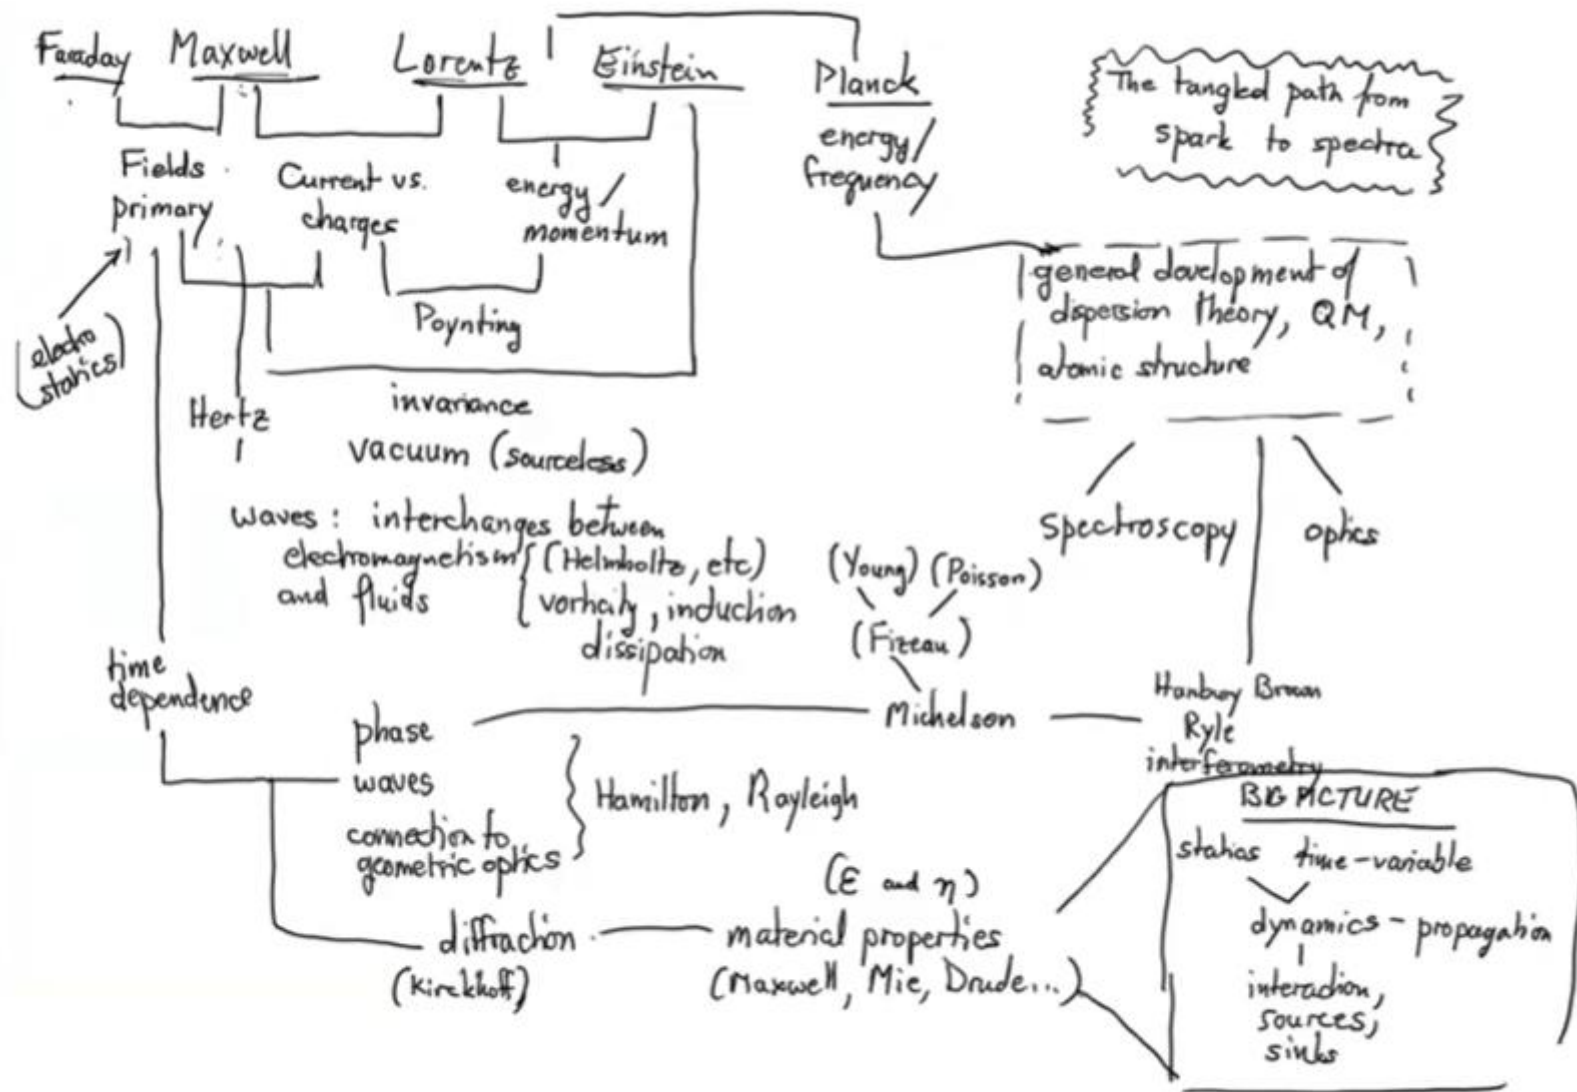 Faraday
Maxwell
Lorentz
Einstein
Planck
energy/
frequency
The tangled path from
spark to spectra
Fields
primary
Current vs.
charges
energy/
momentum
Poynting
(electro
statics)
Hertz
invariance
vacuum (sourceless)
general development of
dispersion theory, QM,
atomic structure
spectroscopy
optics
waves: interchanges between
electromagnetism
and fluids
(Helmholtz, etc)
vorticity, induction
dissipation
(Young) (Poisson)
(Fizeau)
Michelson
Hanbury Brown
Ryle
interferometry
time
dependence
phase
waves
connection to
geometric optics
Hamilton, Rayleigh
diffraction
(Kirckhoff)
(ε and η)
material properties
(Maxwell, Mie, Drude...)
BIG PICTURE
statics time-variable
dynamics - propagation
interaction,
sources,
sinks